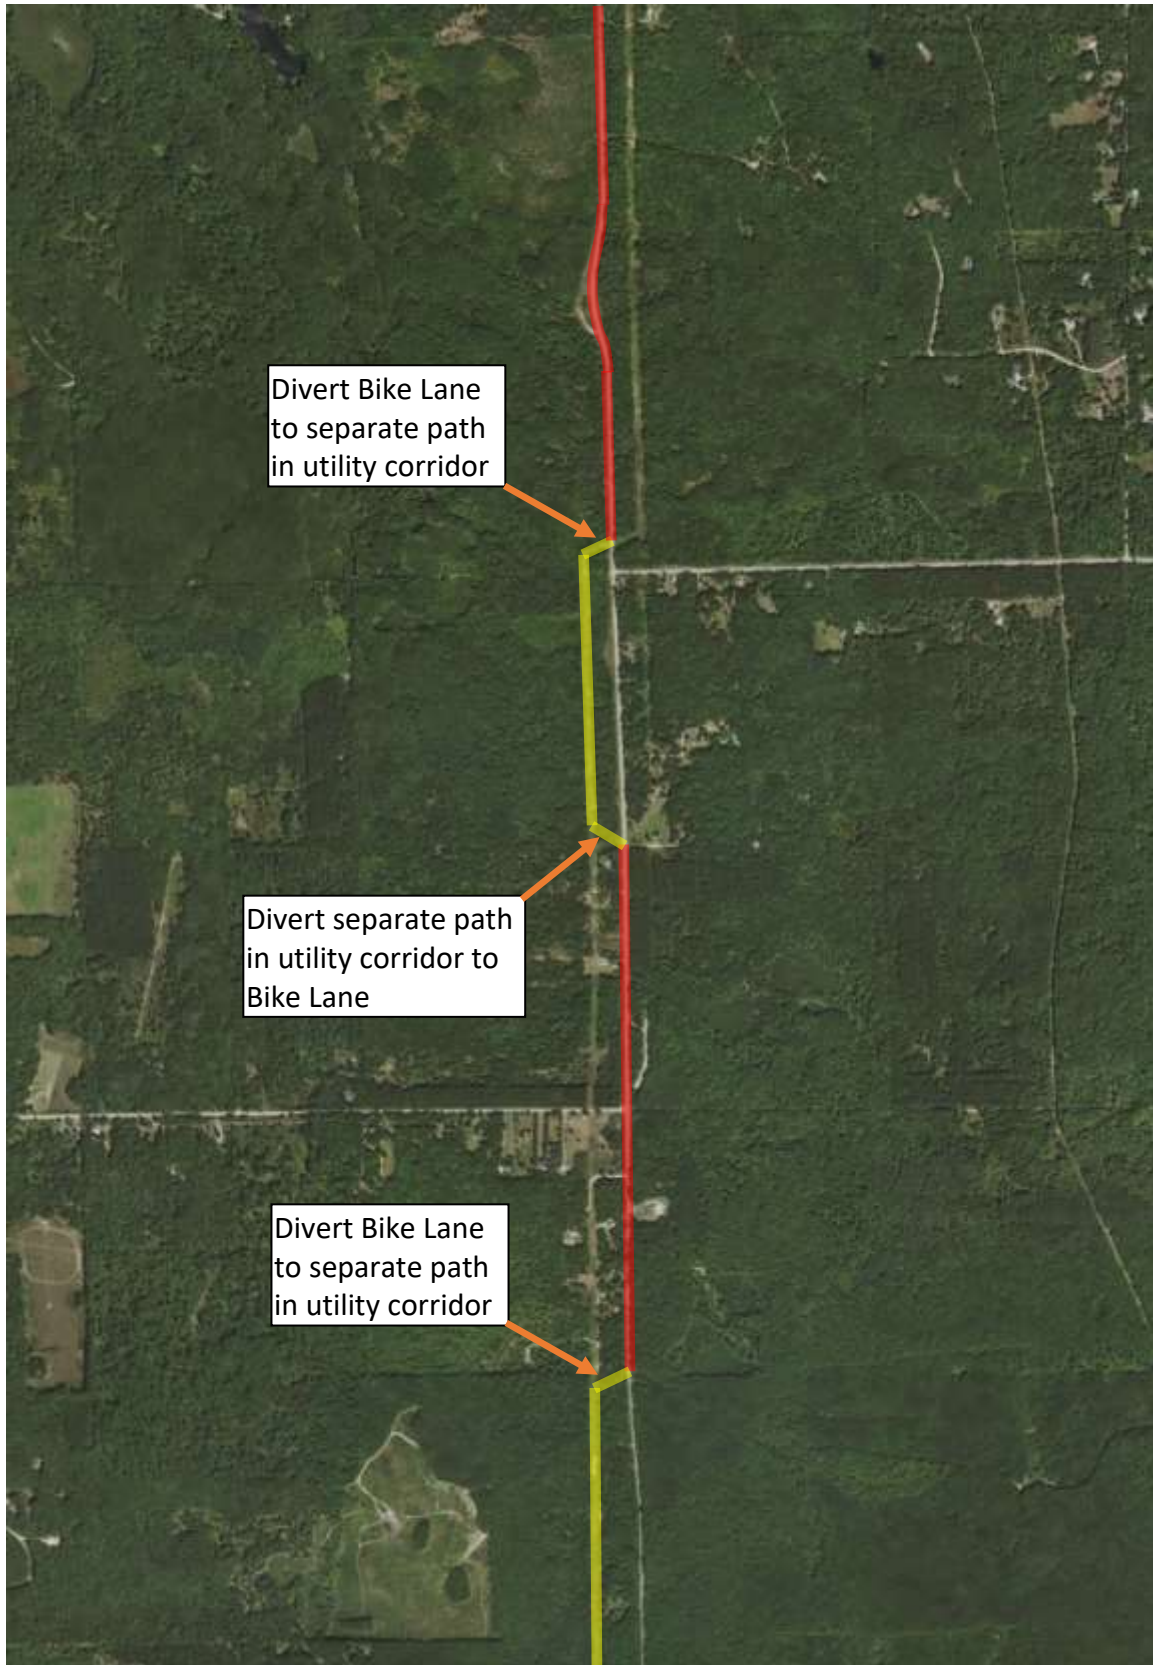 Divert Bike Lane
to separate path
in utility corridor
Divert separate path
in utility corridor to
Bike Lane
Divert Bike Lane
to separate path
in utility corridor